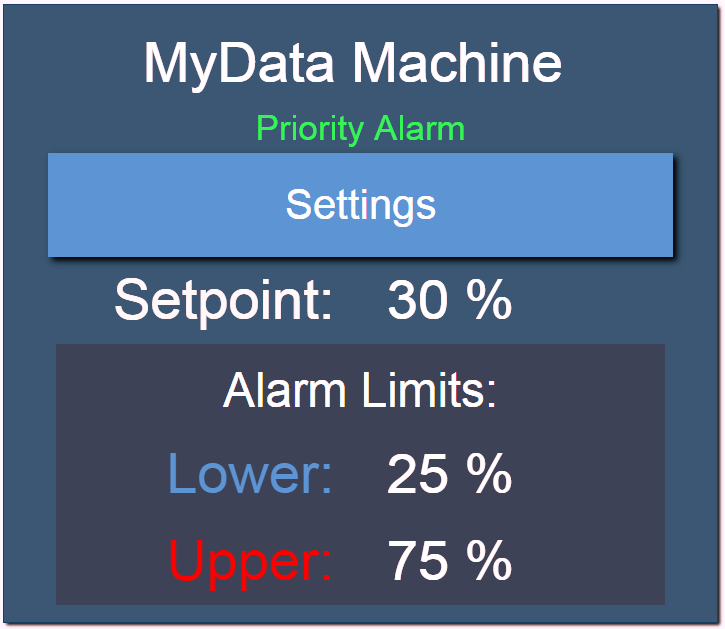 MyData Machine
Priority Alarm
Settings
Setpoint: 30 %
Alarm Limits:
Lower: 25 %
Upper: 75 %